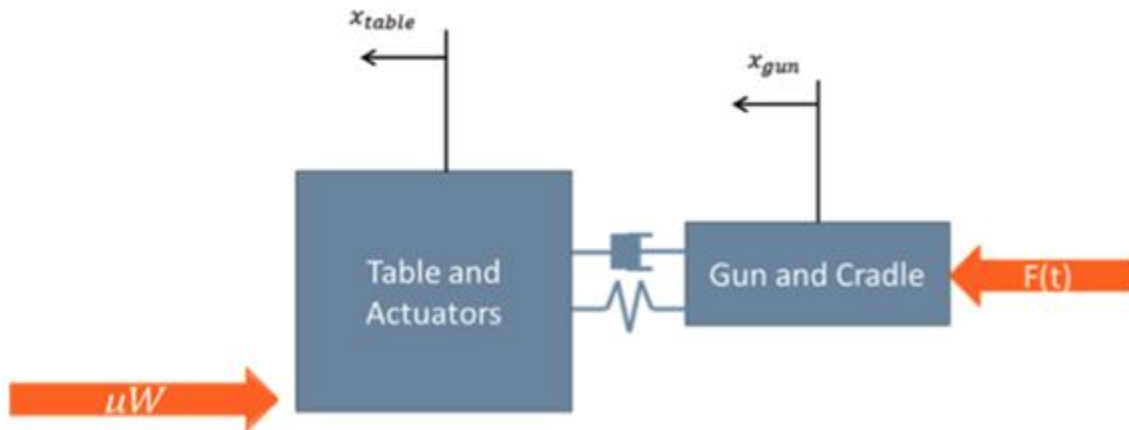 x_table
x_gun
Table and
Actuators
Gun and Cradle
F(t)
uW